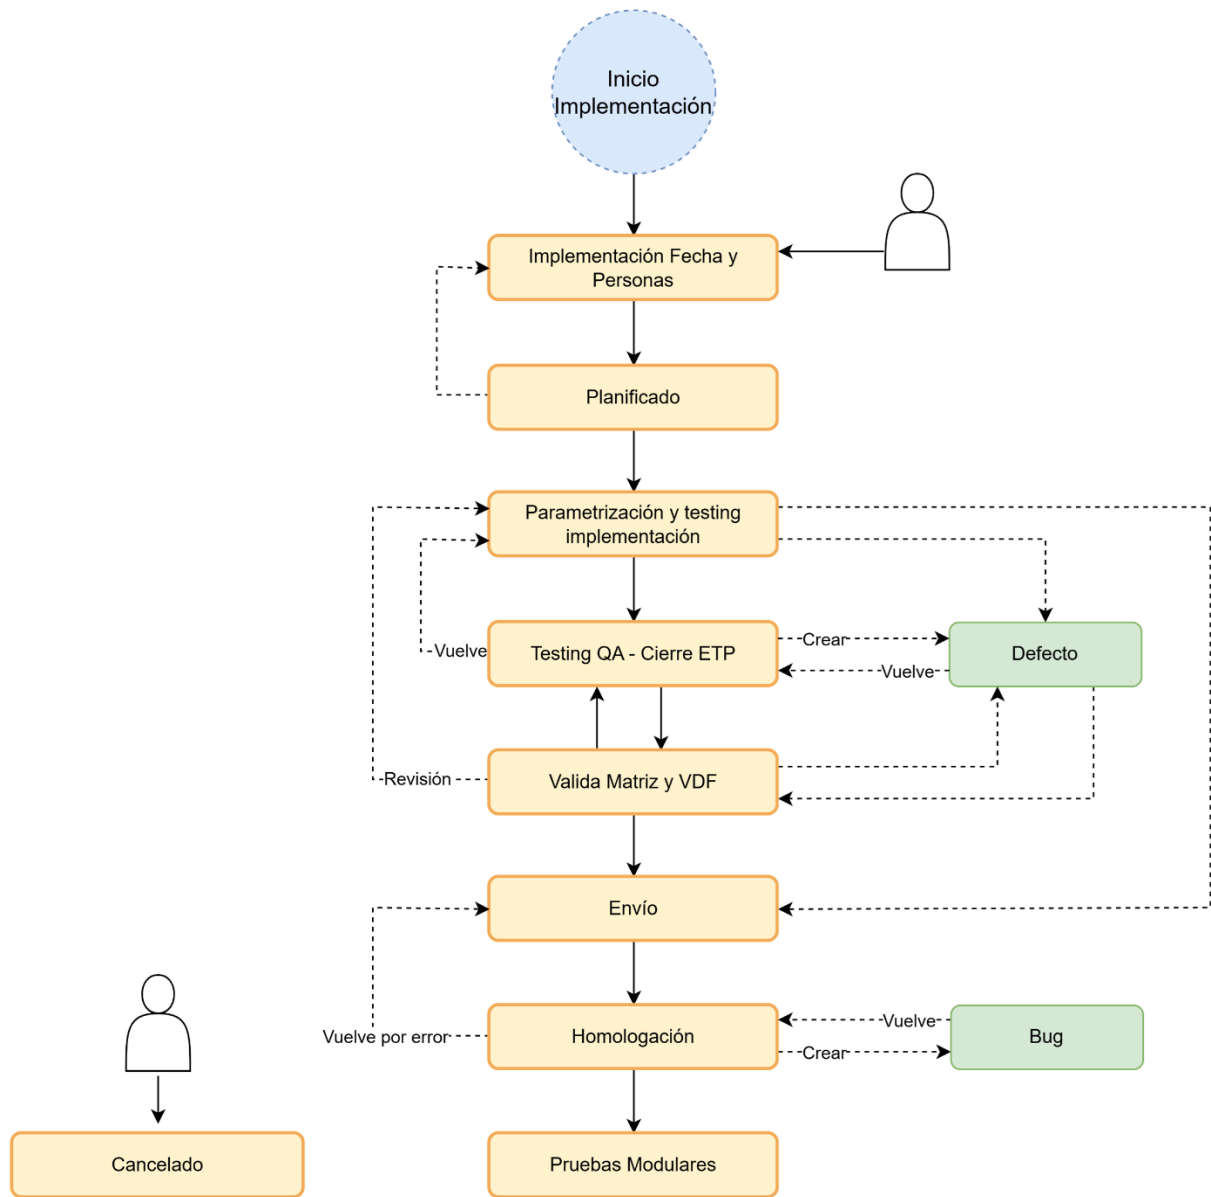 Inicio
Implementación
Implementación Fecha y
Personas
Planificado
Parametrización y testing
implementación
Vuelve
Testing QA - Cierre ETP
Crear
Vuelve
Defecto
Revisión
Valida Matriz y VDF
Envío
Vuelve por error
Homologación
Vuelve
Crear
Bug
Cancelado
Pruebas Modulares